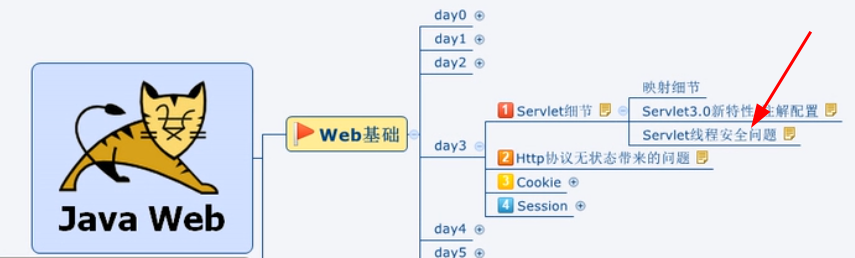 day0
day1
day2
映射细节
1 Servlet细节
Servlet3.0新特性 注解配置
Servlet线程安全问题
Web基础
day3
2 Http协议无状态带来的问题
3 Cookie
4 Session
Java Web
day4
day5